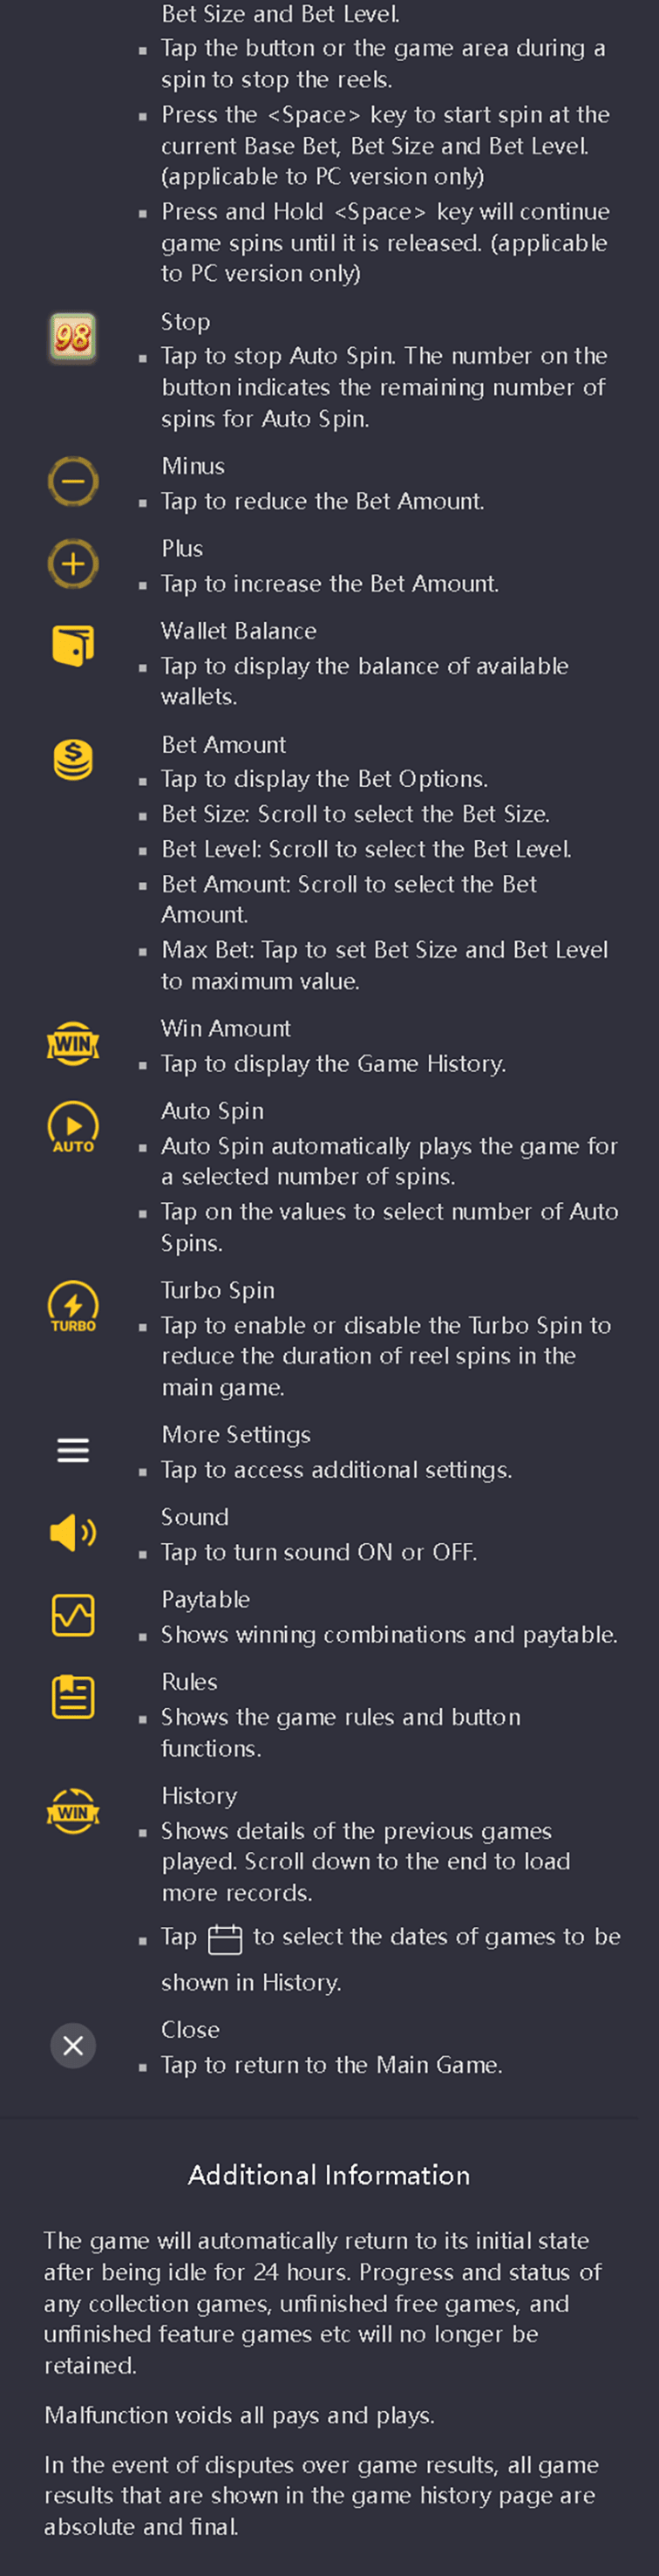 Bet Size and Bet Level.
▪ Tap the button or the game area during a
spin to stop the reels.
▪ Press the <Space> key to start spin at the
current Base Bet, Bet Size and Bet Level.
(applicable to PC version only)
▪ Press and Hold <Space> key will continue
game spins until it is released. (applicable
to PC version only)
98
Stop
▪ Tap to stop Auto Spin. The number on the
button indicates the remaining number of
spins for Auto Spin.
Minus
▪ Tap to reduce the Bet Amount.
Plus
▪ Tap to increase the Bet Amount.
Wallet Balance
▪ Tap to display the balance of available
wallets.
Bet Amount
▪ Tap to display the Bet Options.
▪ Bet Size: Scroll to select the Bet Size.
▪ Bet Level: Scroll to select the Bet Level.
▪ Bet Amount: Scroll to select the Bet
Amount.
▪ Max Bet: Tap to set Bet Size and Bet Level
to maximum value.
WIN
Win Amount
▪ Tap to display the Game History.
AUTO
Auto Spin
▪ Auto Spin automatically plays the game for
a selected number of spins.
▪ Tap on the values to select number of Auto
Spins.
TURBO
Turbo Spin
▪ Tap to enable or disable the Turbo Spin to
reduce the duration of reel spins in the
main game.
More Settings
▪ Tap to access additional settings.
Sound
▪ Tap to turn sound ON or OFF.
Paytable
▪ Shows winning combinations and paytable.
Rules
▪ Shows the game rules and button
functions.
WIN
History
▪ Shows details of the previous games
played. Scroll down to the end to load
more records.
▪ Tap to select the dates of games to be
shown in History.
Close
▪ Tap to return to the Main Game.
Additional Information
The game will automatically return to its initial state
after being idle for 24 hours. Progress and status of
any collection games, unfinished free games, and
unfinished feature games etc will no longer be
retained.
Malfunction voids all pays and plays.
In the event of disputes over game results, all game
results that are shown in the game history page are
absolute and final.